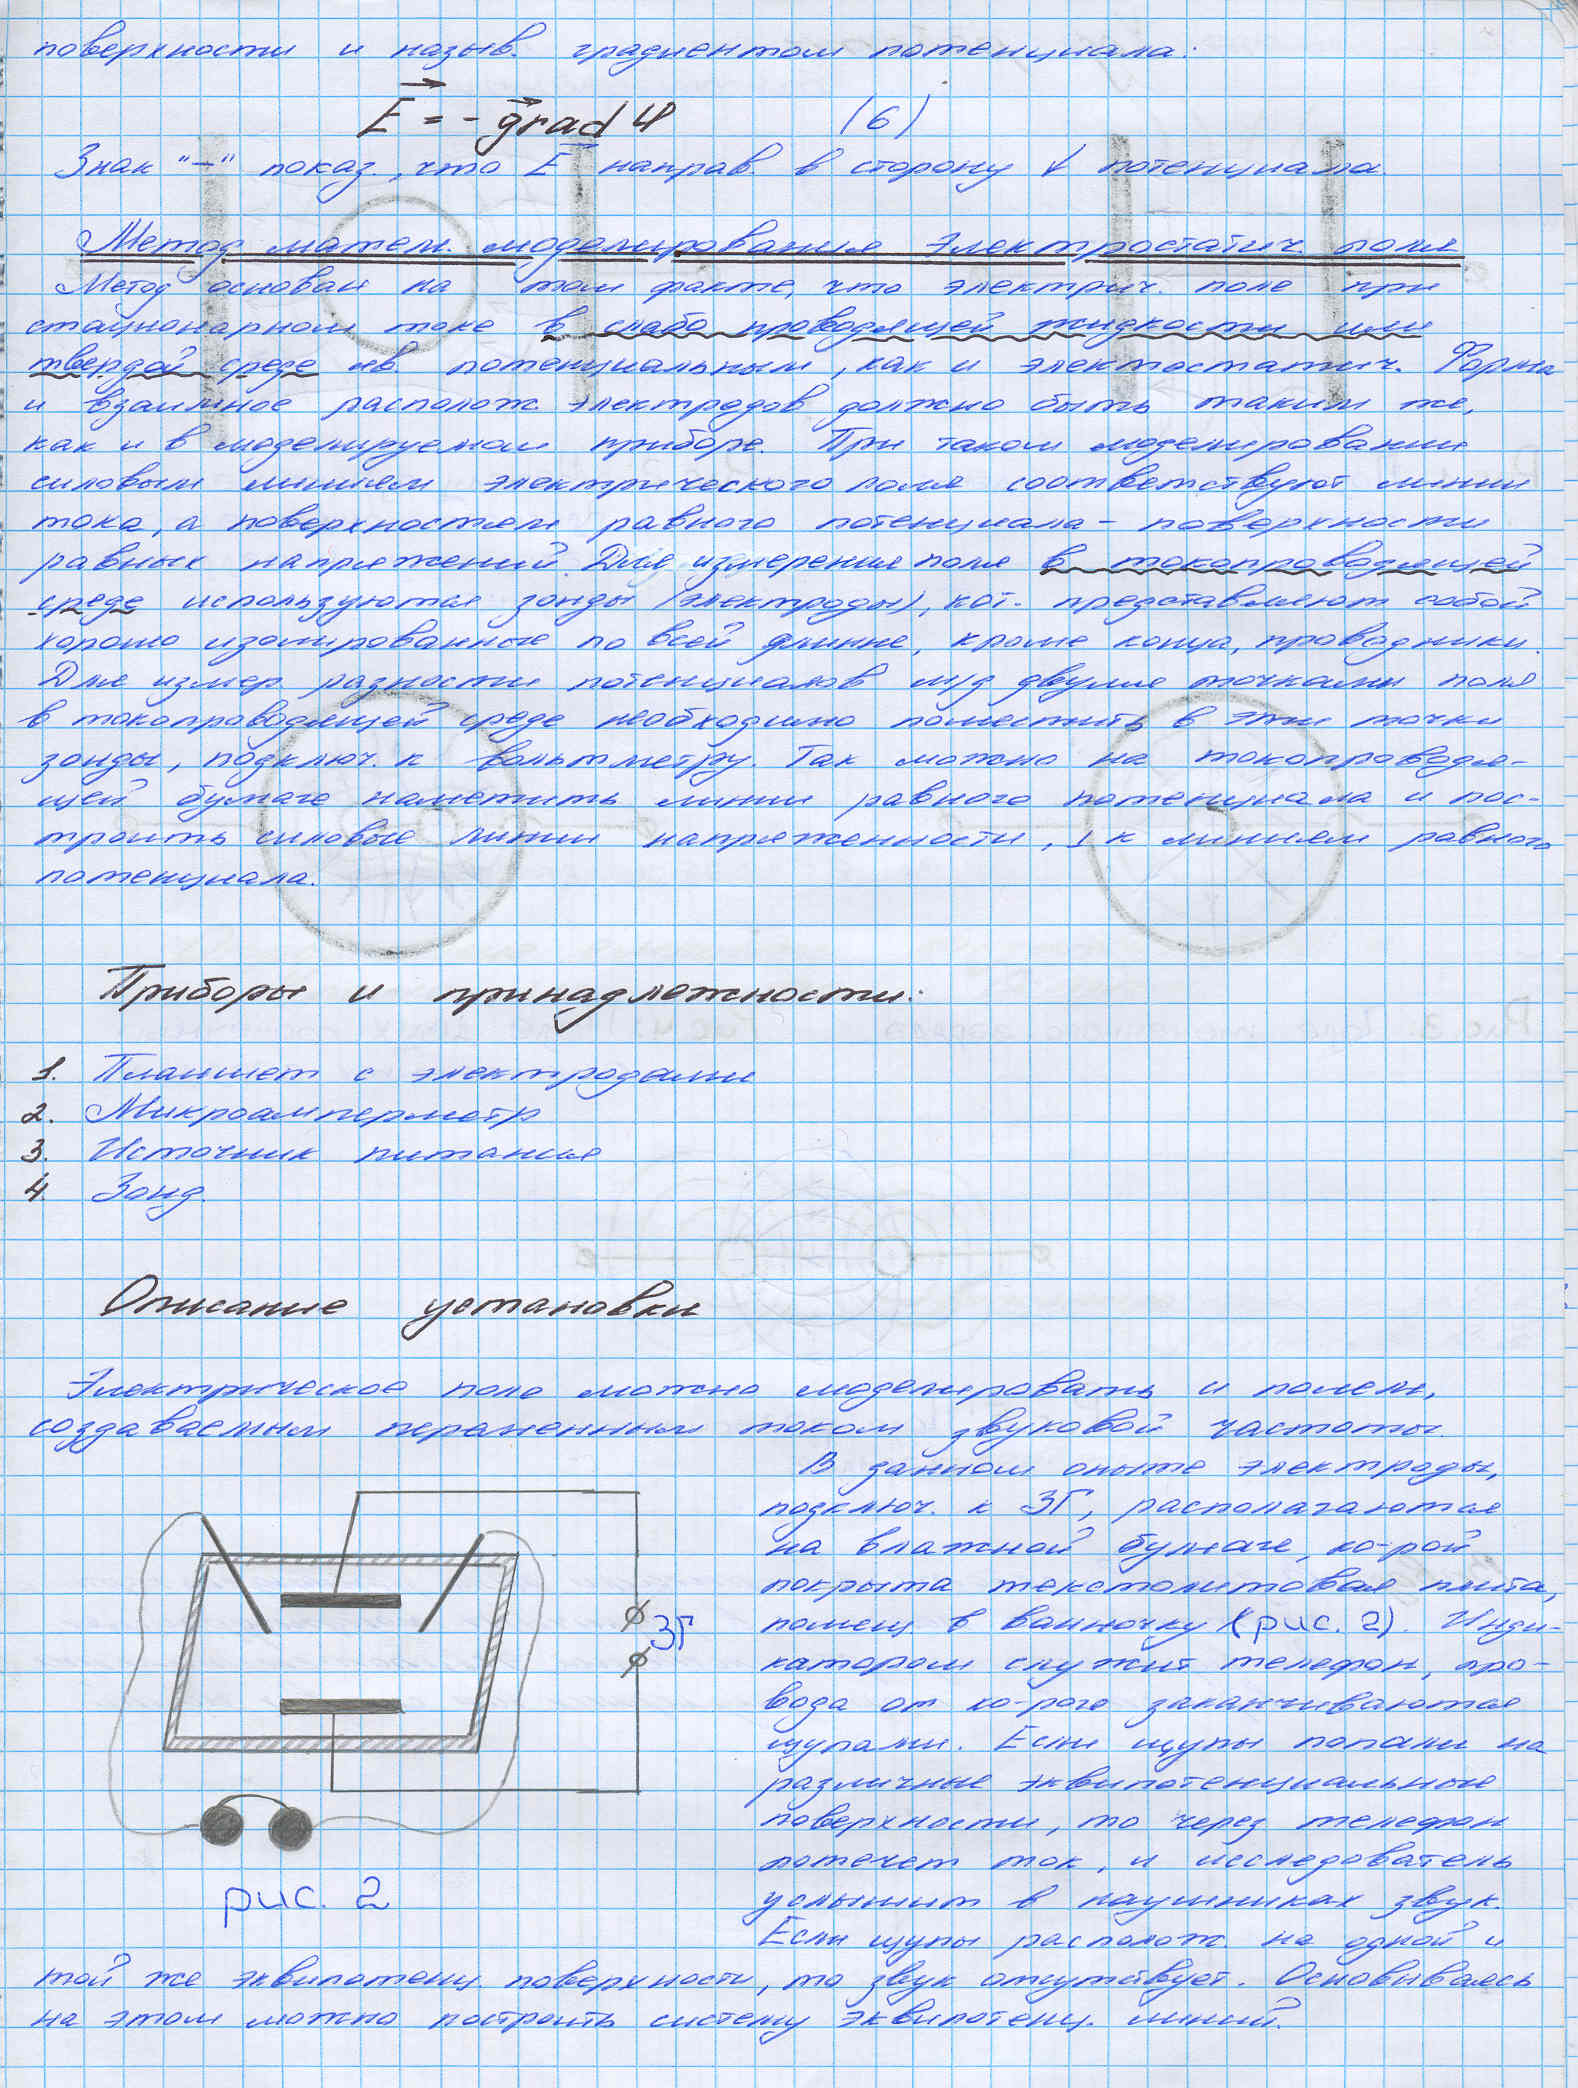 поверхности и назыв. градиентом потенциала:
E = - grad φ (6)
Знак "—" показ., что E направ. в сторону ↓ потенциала.
Метод матем. моделирования электростатич. поля
Метод основан на том факте, что электрич. поле при
стационарном токе в слабо проводящей жидкости или
твердой среде яв. потенциальным, как и электостатич. Форма
и взаимное располож. электродов должно быть таким же,
как и в моделируемом приборе. При таком моделировании
силовым линиям электрического поля соответствуют линии
тока, а поверхностям равного потенциала - поверхности
равных напряжений. Для измерения поля в токопроводящей
среде используются зонды (электроды), кот. представляют собой
хорошо изолированные по всей длинне, кроме конца, проводники.
Для измер. разности потенциалов м/д двумя точками поля
в токопроводящей среде необходимо поместить в эти точки
зонды, подключ. к вольтметру. Так можно на токопроводя-
щей бумаге наметить линии равного потенциала и пос-
троить силовые линии напряженности, ⊥ к линиям равного
потенциала.
Приборы и принадлежности:
1. Планшет с электродами
2. Микроамперметр
3. Источник питания
4. Зонд.
Описание установки
Электрическое поле можно моделировать и полем,
создаваемым переменным током звуковой частоты.
В данном опыте электроды,
подключ. к ЗГ, располагаются
на влажной бумаге, ко-рой
покрыта текстолитовая плита,
помещ. в ванночку (рис. 2). Инди-
катором служит телефон, про-
вода от ко-рого заканчиваются
щупами. Если щупы попали на
различные эквипотенциальные
поверхности, то через телефон
потечет ток, и исследователь
услышит в наушниках звук.
Если щупы располож. на одной и
той же эквипотенц. поверхности, то звук отсутствует. Основываясь
на этом можно построить систему эквипотенц. линий.
ЗГ
рис. 2